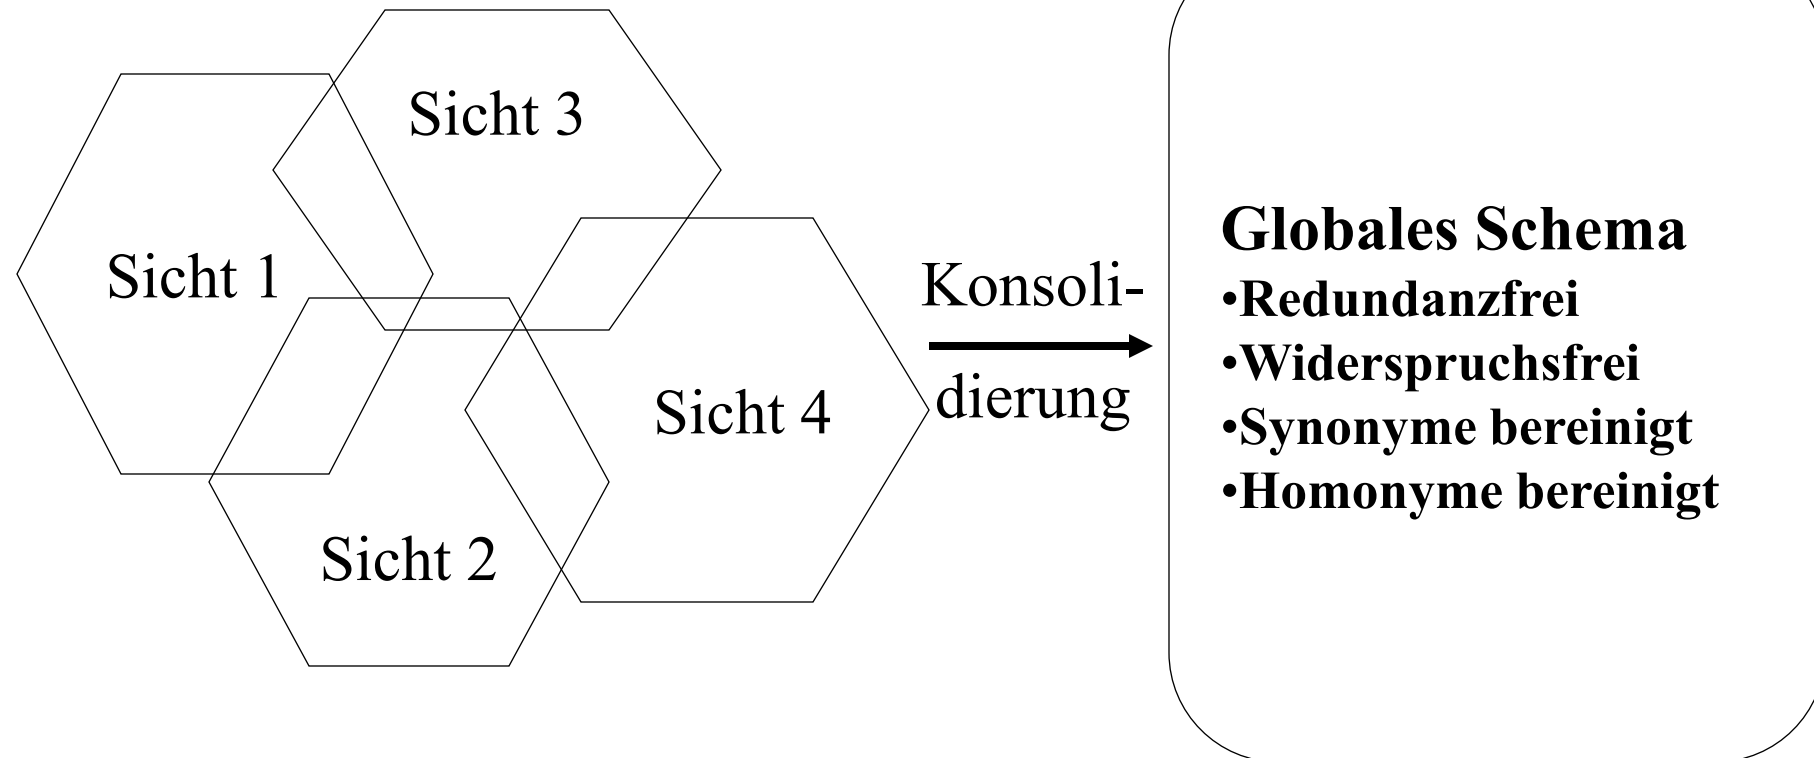 Sicht 3
Sicht 1
Sicht 4
Sicht 2
Konsoli-
dierung
Globales Schema
•Redundanzfrei
•Widerspruchsfrei
•Synonyme bereinigt
•Homonyme bereinigt